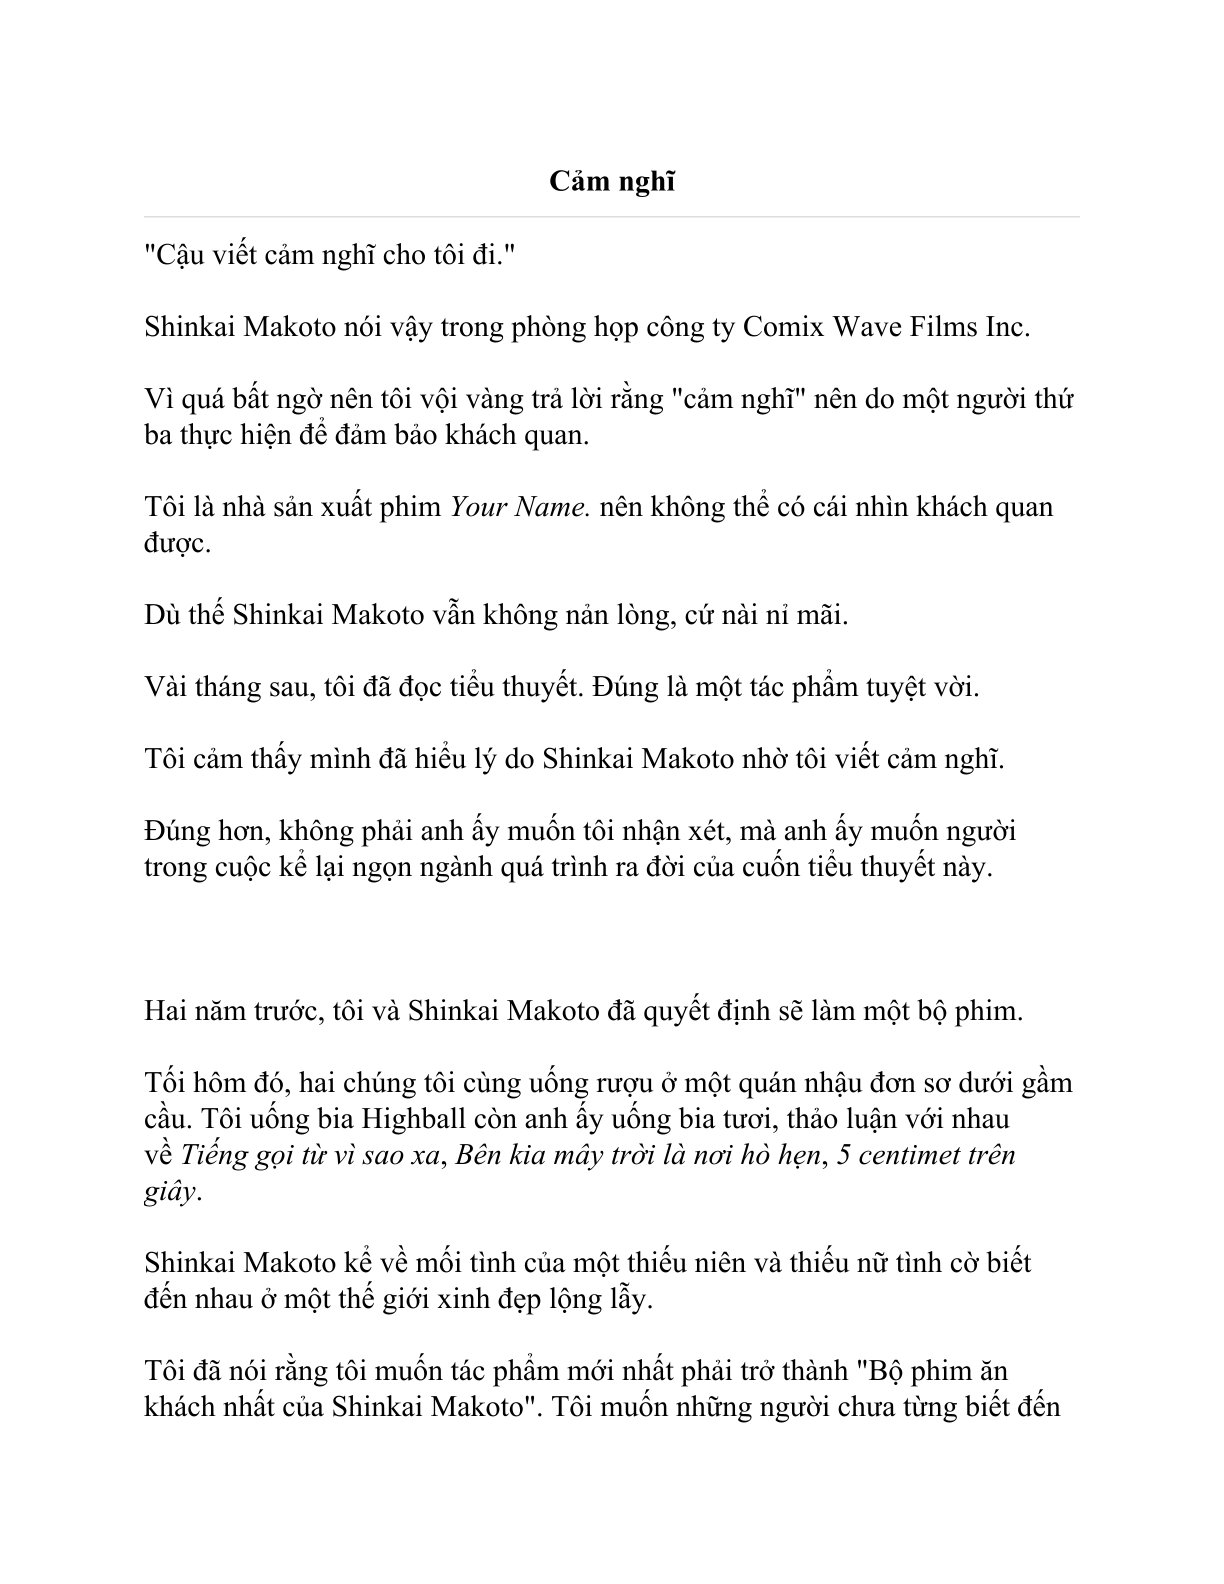 Cảm nghĩ
"Cậu viết cảm nghĩ cho tôi đi."
Shinkai Makoto nói vậy trong phòng họp công ty Comix Wave Films Inc.
Vì quá bất ngờ nên tôi vội vàng trả lời rằng "cảm nghĩ" nên do một người thứ
ba thực hiện để đảm bảo khách quan.
Tôi là nhà sản xuất phim Your Name. nên không thể có cái nhìn khách quan
được.
Dù thế Shinkai Makoto vẫn không nản lòng, cứ nài nỉ mãi.
Vài tháng sau, tôi đã đọc tiểu thuyết. Đúng là một tác phẩm tuyệt vời.
Tôi cảm thấy mình đã hiểu lý do Shinkai Makoto nhờ tôi viết cảm nghĩ.
Đúng hơn, không phải anh ấy muốn tôi nhận xét, mà anh ấy muốn người
trong cuộc kể lại ngọn ngành quá trình ra đời của cuốn tiểu thuyết này.
Hai năm trước, tôi và Shinkai Makoto đã quyết định sẽ làm một bộ phim.
Tối hôm đó, hai chúng tôi cùng uống rượu ở một quán nhậu đơn sơ dưới gầm
cầu. Tôi uống bia Highball còn anh ấy uống bia tươi, thảo luận với nhau
về Tiếng gọi từ vì sao xa, Bên kia mây trời là nơi hò hẹn, 5 centimet trên
giây.
Shinkai Makoto kể về mối tình của một thiếu niên và thiếu nữ tình cờ biết
đến nhau ở một thế giới xinh đẹp lộng lẫy.
Tôi đã nói rằng tôi muốn tác phẩm mới nhất phải trở thành "Bộ phim ăn
khách nhất của Shinkai Makoto". Tôi muốn những người chưa từng biết đến